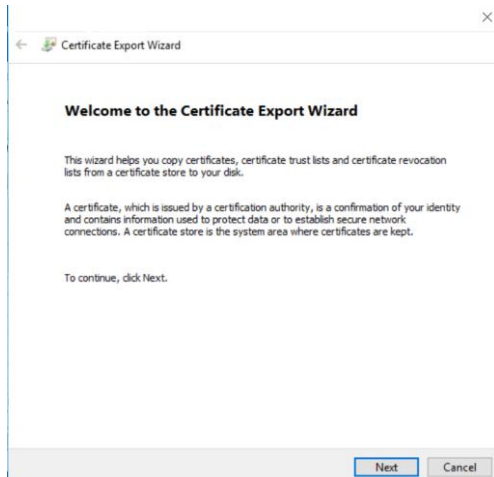 Certificate Export Wizard
Welcome to the Certificate Export Wizard
This wizard helps you copy certificates, certificate trust lists and certificate revocation
lists from a certificate store to your disk.
A certificate, which is issued by a certification authority, is a confirmation of your identity
and contains information used to protect data or to establish secure network
connections. A certificate store is the system area where certificates are kept.
To continue, click Next.
Next Cancel